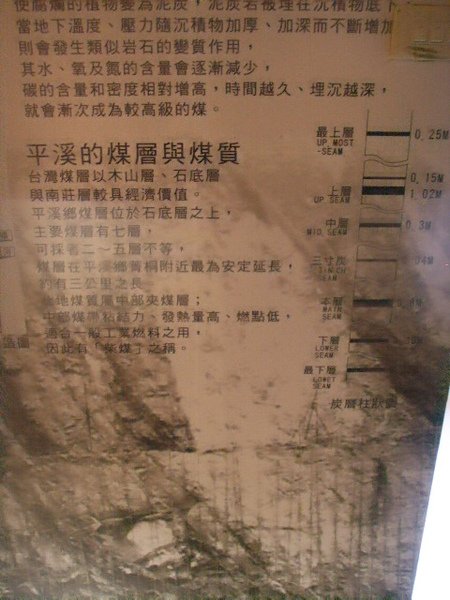 使腐爛的植物變為泥炭，泥炭若被埋在沉積物底下
當地下溫度、壓力隨沉積物加厚、加深而不斷增加
則會發生類似岩石的變質作用，
其水、氧及氮的含量會逐漸減少，
碳的含量和密度相對增高，時間越久、埋沉越深，
就會漸次成為較高級的煤。
平溪的煤層與煤質
台灣煤層以木山層、石底層
與南莊層較具經濟價值。
平溪鄉煤層位於石底層之上，
主要煤層有七層，
可採者二～五層不等，
煤層在平溪鄉菁桐附近最為安定延長，
約有三公里之長
此地煤質屬中部夾煤層；
中部煤帶粘結力、發熱量高、燃點低，
適合一般工業燃料之用，
因此有「柴煤」之稱。
最上層 0.25M
UP MOST
-SEAM
0.15M
上層 1.02M
UP SEAM
中層 0.3M
MID SEAM
三寸炭 04M
SEAM
本層
MAIN
SEAM
下層
LOWER
SEAM
最下層
LOWET
SEAM
炭層柱狀圖